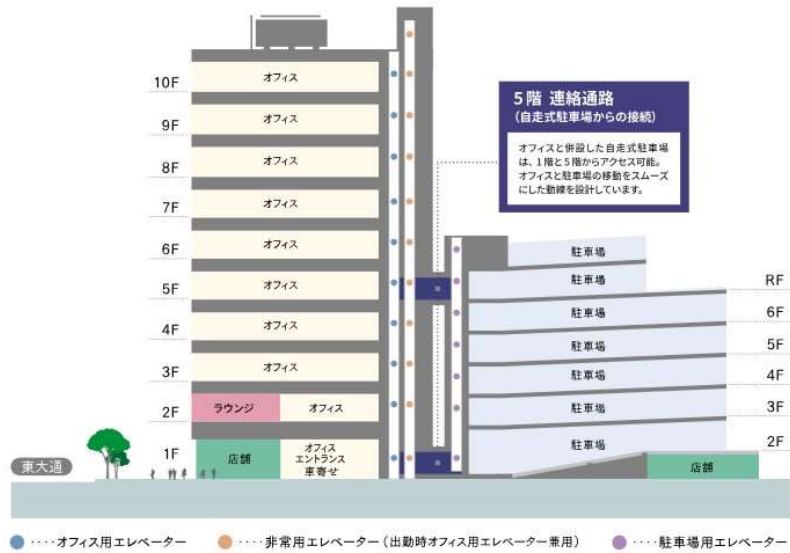 10F
オフィス
9F
オフィス
8F
オフィス
7F
オフィス
6F
オフィス
5F
オフィス
4F
オフィス
3F
オフィス
2F
ラウンジ
オフィス
1F
店舗
オフィス
エントランス
車寄せ
東大通
5階 連絡通路
(自走式駐車場からの接続)
オフィスと併設した自走式駐車場
は、1階と5階からアクセス可能。
オフィスと駐車場の移動をスムーズ
にした動線を設計しています。
駐車場
駐車場
RF
駐車場
6F
駐車場
5F
駐車場
4F
駐車場
3F
駐車場
2F
店舗
‥‥オフィス用エレベーター
‥‥非常用エレベーター(出勤時オフィス用エレベーター兼用)
‥‥駐車場用エレベーター